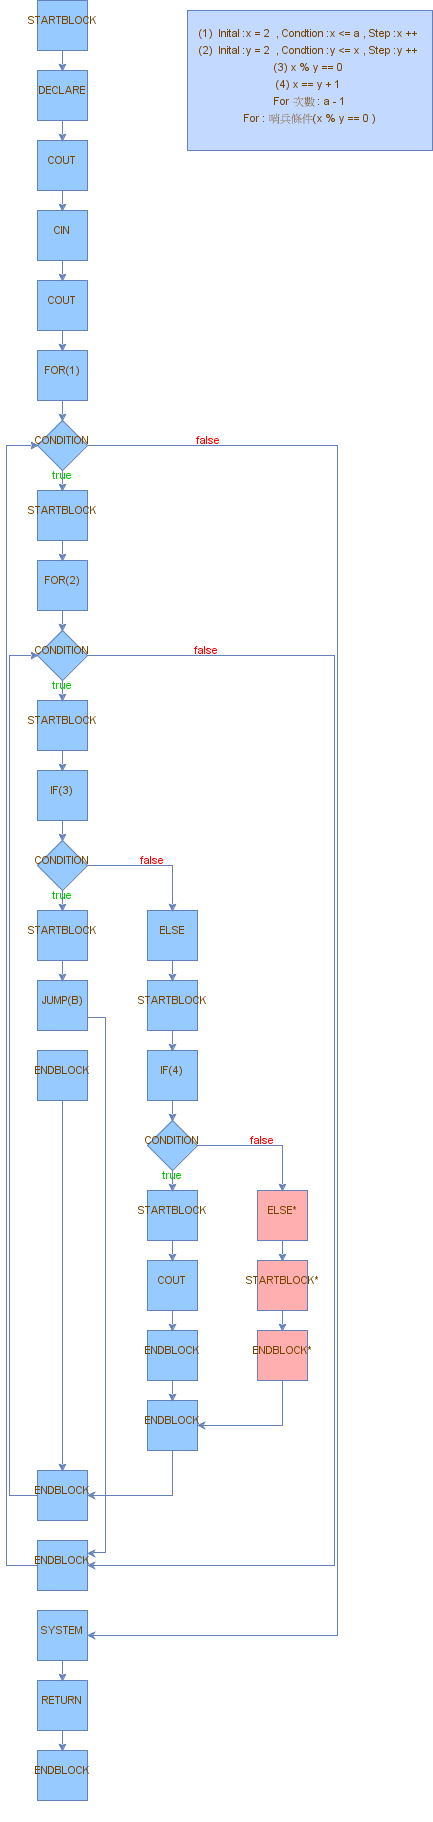 STARTBLOCK
(1) Inital : x = 2 , Condtion : x <= a , Step : x ++
(2) Inital : y = 2 , Condtion : y <= x , Step : y ++
(3) x % y == 0
(4) x == y + 1
For 次數 : a - 1
For : 哨兵條件(x % y == 0 )
DECLARE
COUT
CIN
COUT
FOR(1)
CONDITION
false
true
STARTBLOCK
FOR(2)
CONDITION
false
true
STARTBLOCK
IF(3)
CONDITION
false
true
STARTBLOCK
ELSE
JUMP(B)
STARTBLOCK
ENDBLOCK
IF(4)
CONDITION
false
true
STARTBLOCK
ELSE*
COUT
STARTBLOCK*
ENDBLOCK
ENDBLOCK*
ENDBLOCK
ENDBLOCK
ENDBLOCK
SYSTEM
RETURN
ENDBLOCK